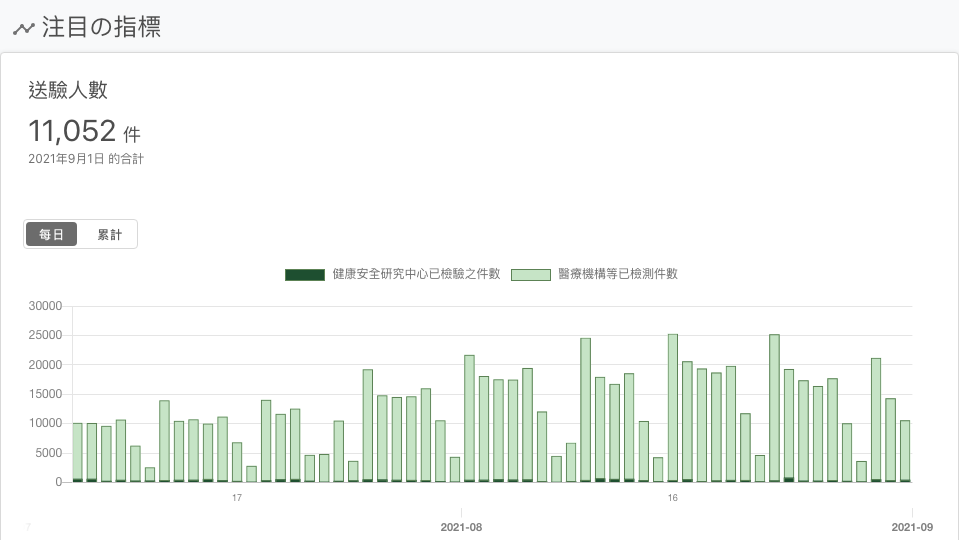 注目の指標
送驗人數
11,052 件
2021年9月1日 的合計
每日 累計
健康安全研究中心已檢驗之件數 醫療機構等已檢測件數
30000
25000
20000
15000
10000
5000
0
17 16
7
2021-08 2021-09